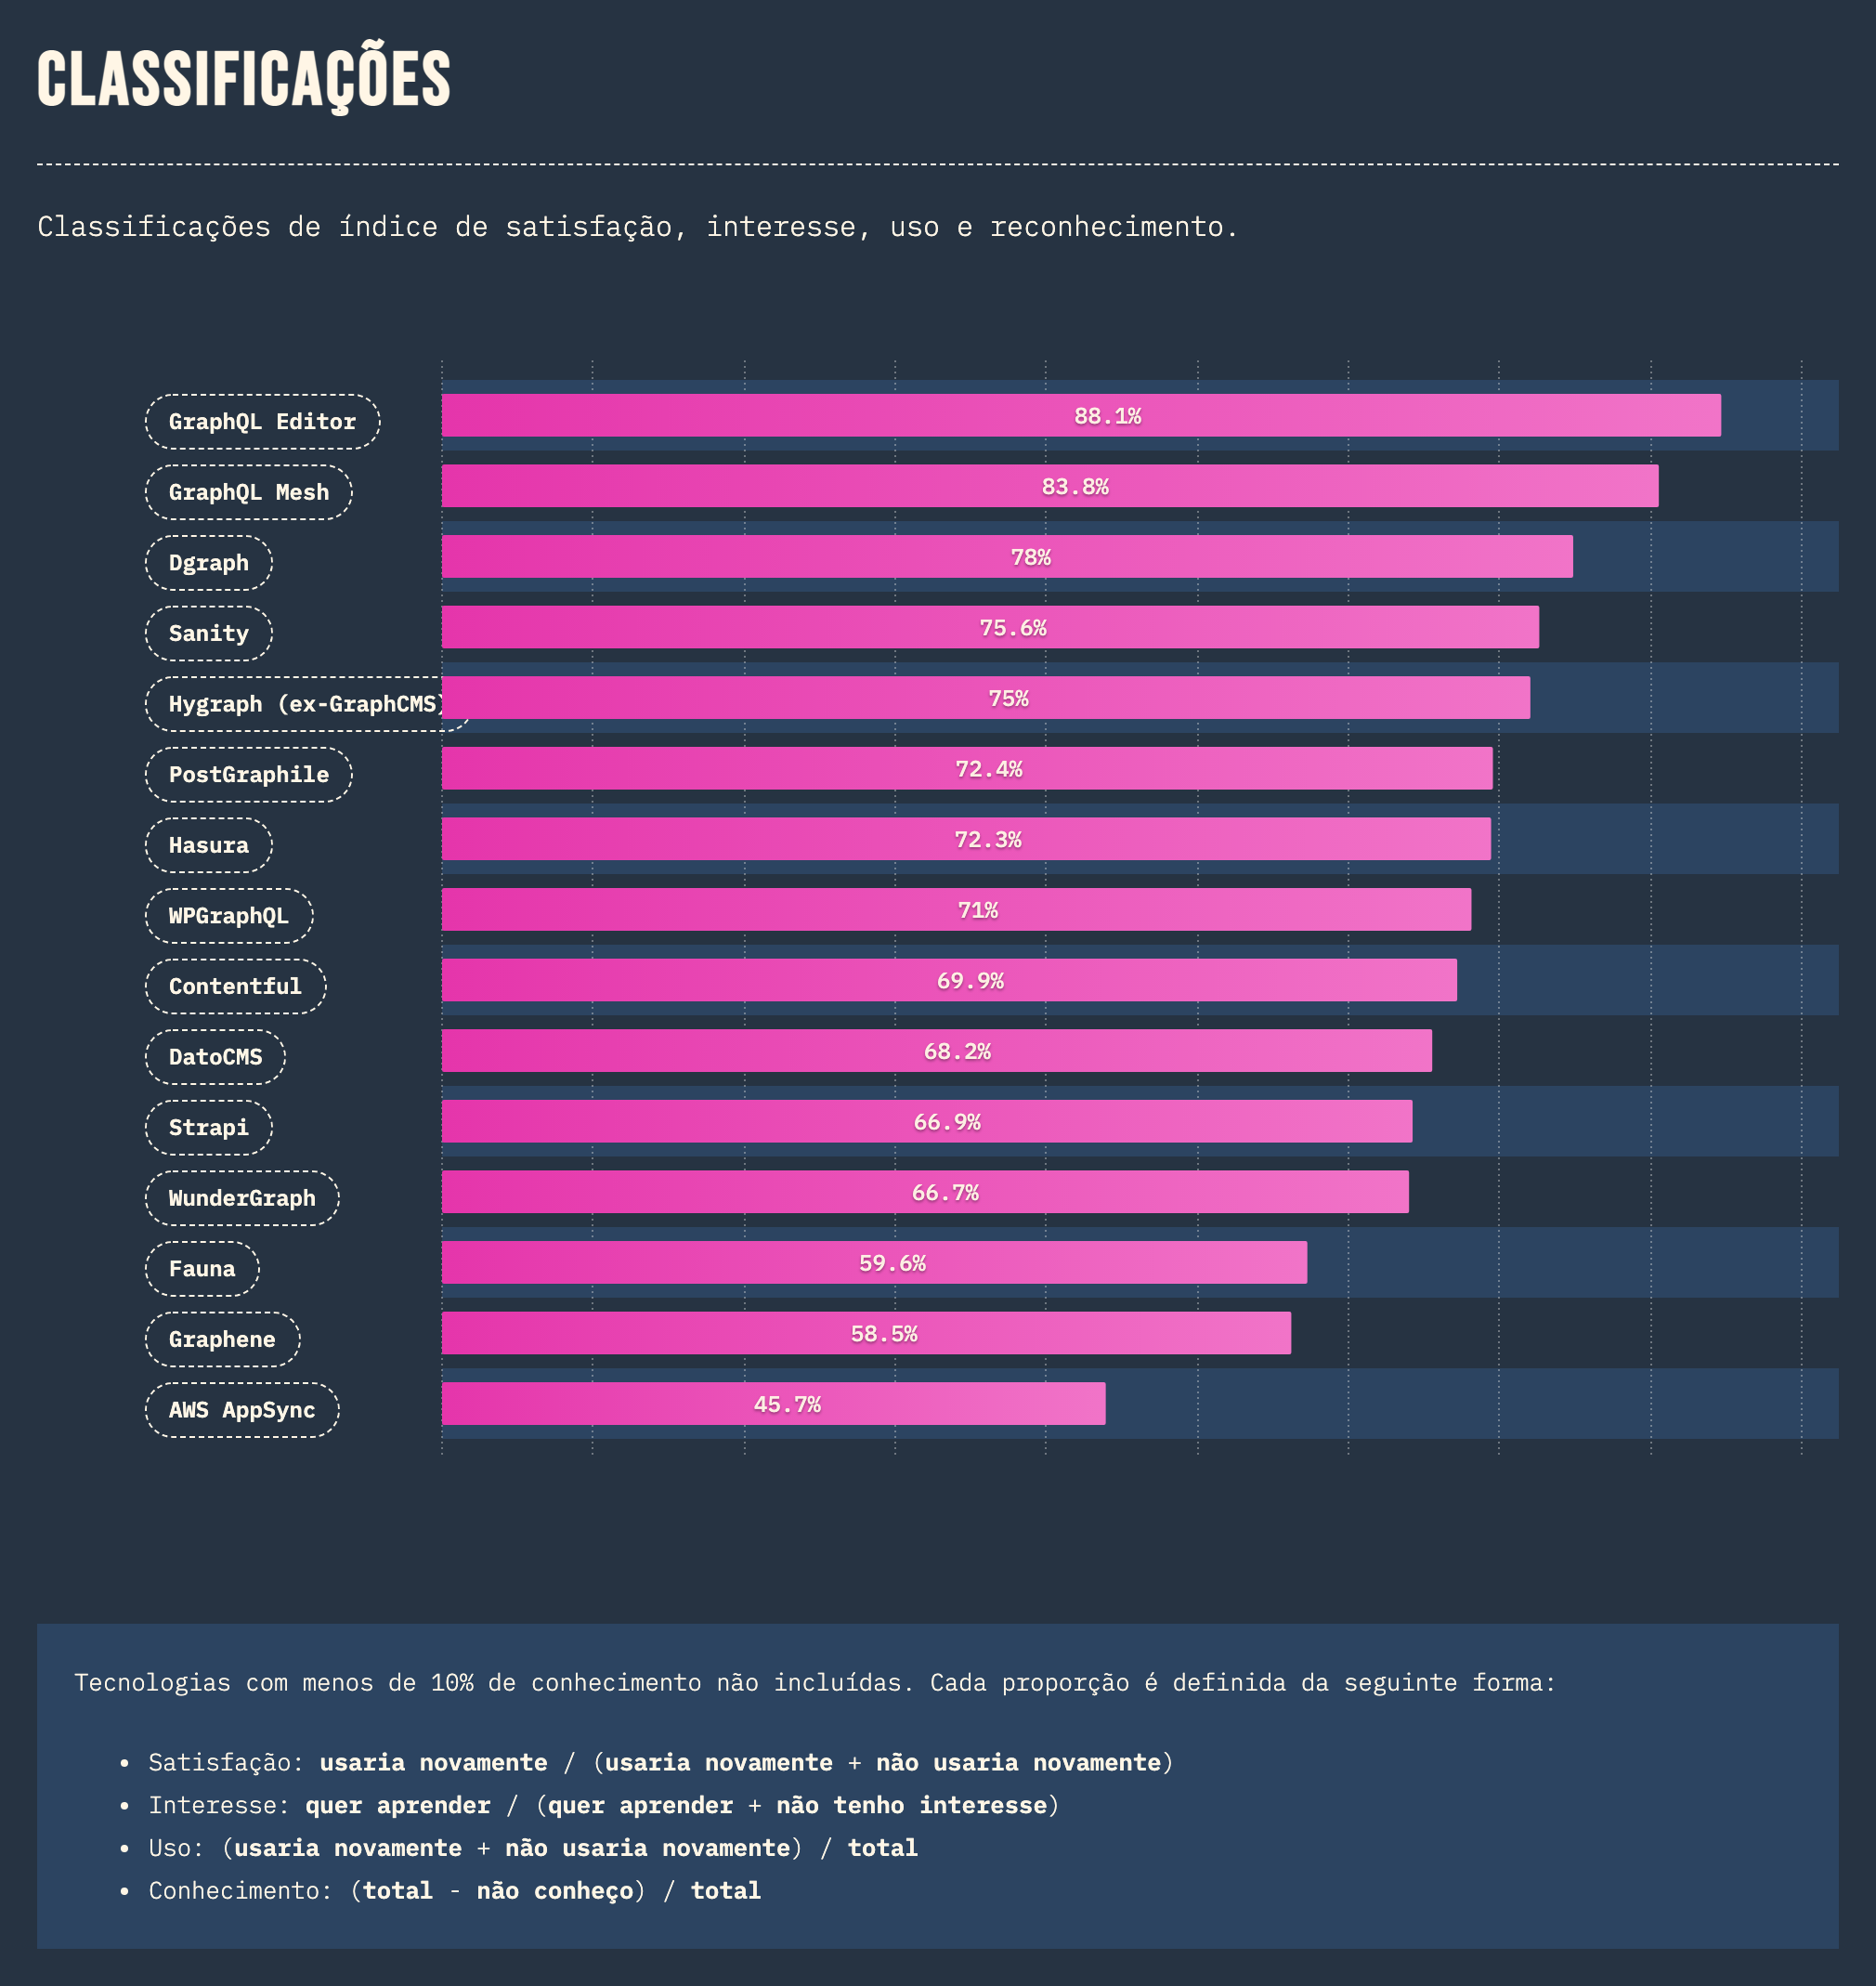 CLASSIFICAÇÕES
Classificações de índice de satisfação, interesse, uso e reconhecimento.
GraphQL Editor 88.1%
GraphQL Mesh 83.8%
Dgraph 78%
Sanity 75.6%
Hygraph (ex-GraphCMS) 75%
PostGraphile 72.4%
Hasura 72.3%
WPGraphQL 71%
Contentful 69.9%
DatoCMS 68.2%
Strapi 66.9%
WunderGraph 66.7%
Fauna 59.6%
Graphene 58.5%
AWS AppSync 45.7%
Tecnologias com menos de 10% de conhecimento não incluídas. Cada proporção é definida da seguinte forma:
• Satisfação: usaria novamente / (usaria novamente + não usaria novamente)
• Interesse: quer aprender / (quer aprender + não tenho interesse)
• Uso: (usaria novamente + não usaria novamente) / total
• Conhecimento: (total - não conheço) / total